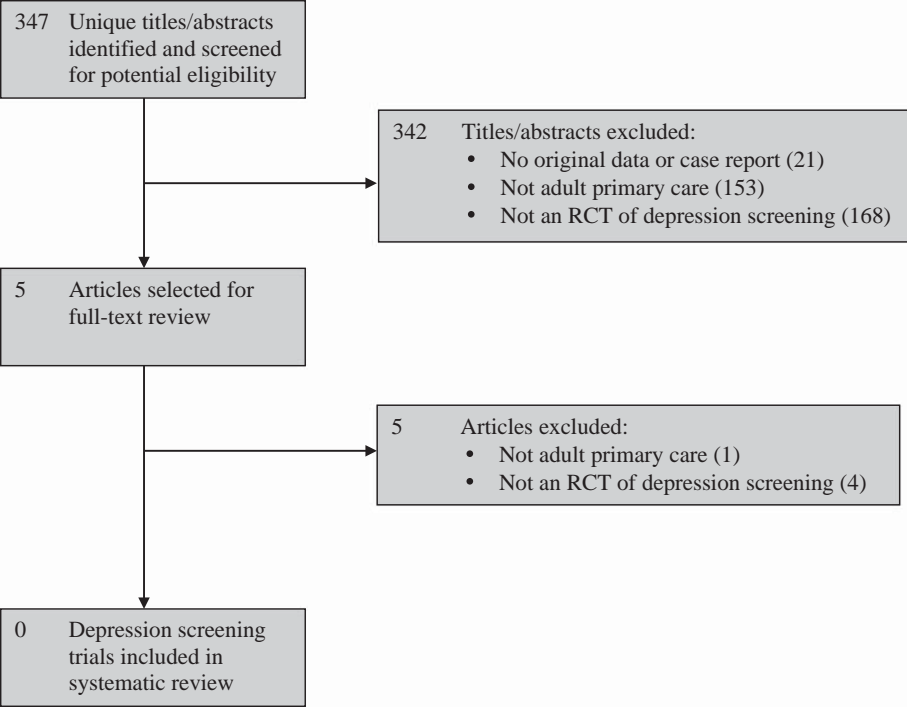 347 Unique titles/abstracts
identified and screened
for potential eligibility
342 Titles/abstracts excluded:
• No original data or case report (21)
• Not adult primary care (153)
• Not an RCT of depression screening (168)
5 Articles selected for
full-text review
5 Articles excluded:
• Not adult primary care (1)
• Not an RCT of depression screening (4)
0 Depression screening
trials included in
systematic review